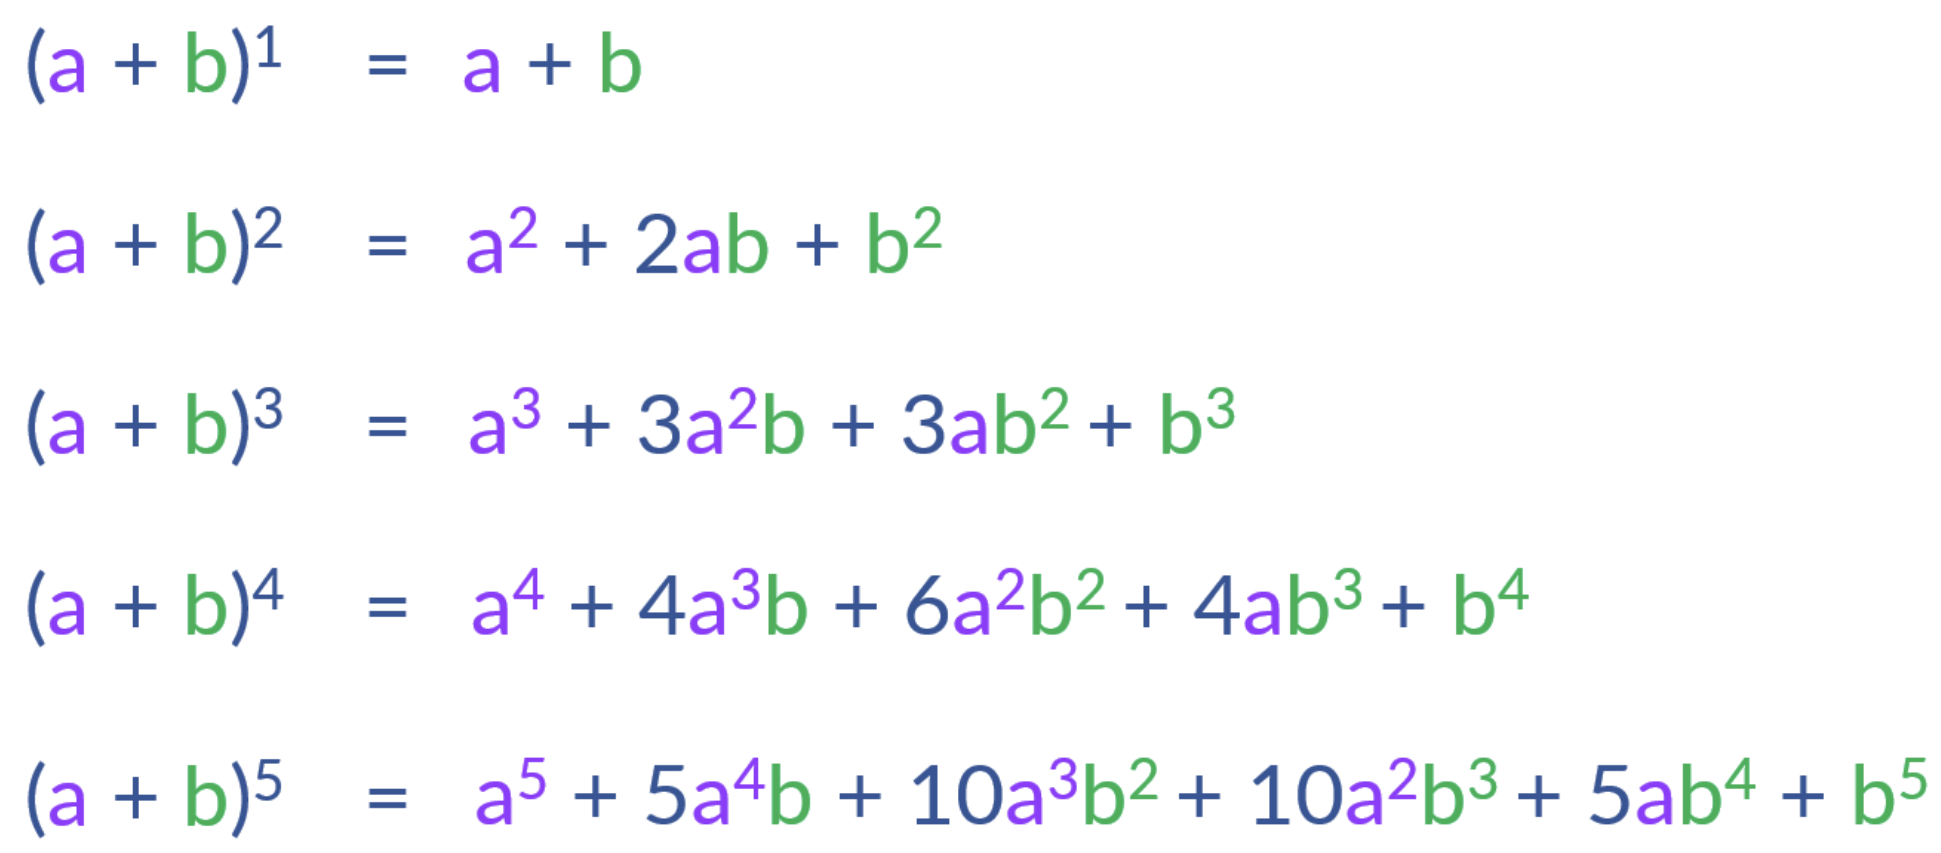 (a + b)¹ = a + b
(a + b)² = a² + 2ab + b²
(a + b)³ = a³ + 3a²b + 3ab² + b³
(a + b)⁴ = a⁴ + 4a³b + 6a²b² + 4ab³ + b⁴
(a + b)⁵ = a⁵ + 5a⁴b + 10a³b² + 10a²b³ + 5ab⁴ + b⁵